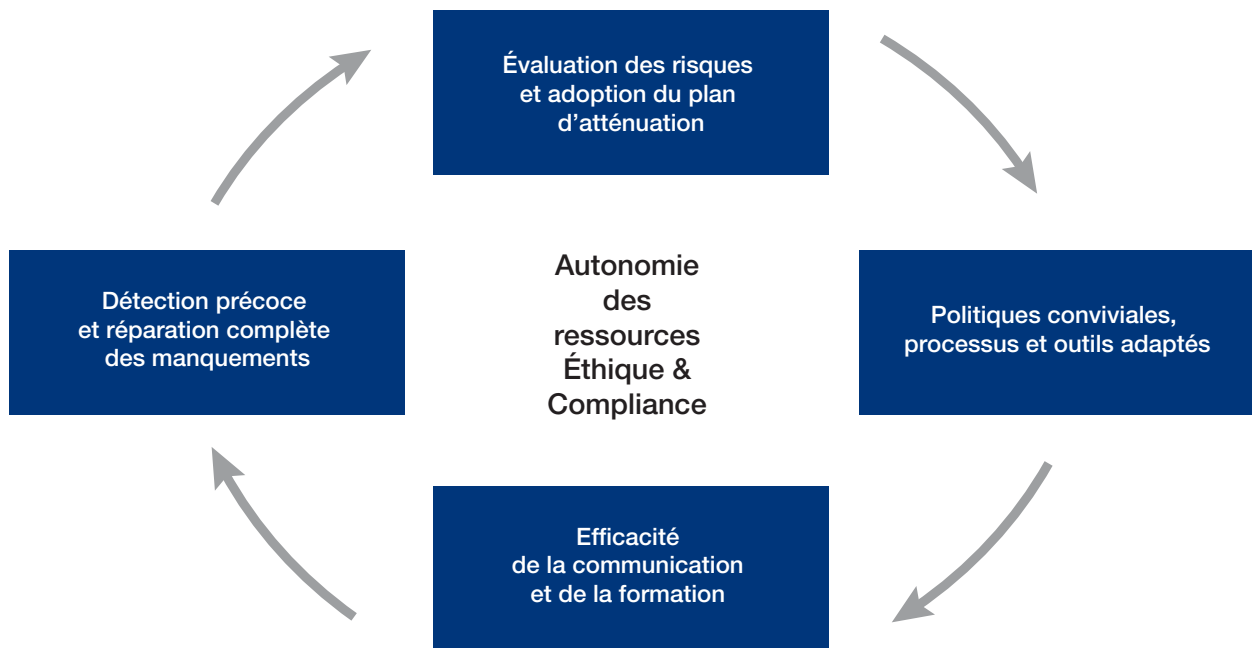 Évaluation des risques
et adoption du plan
d’atténuation
Détection précoce
et réparation complète
des manquements
Autonomie
des
ressources
Éthique &
Compliance
Politiques conviviales,
processus et outils adaptés
Efficacité
de la communication
et de la formation